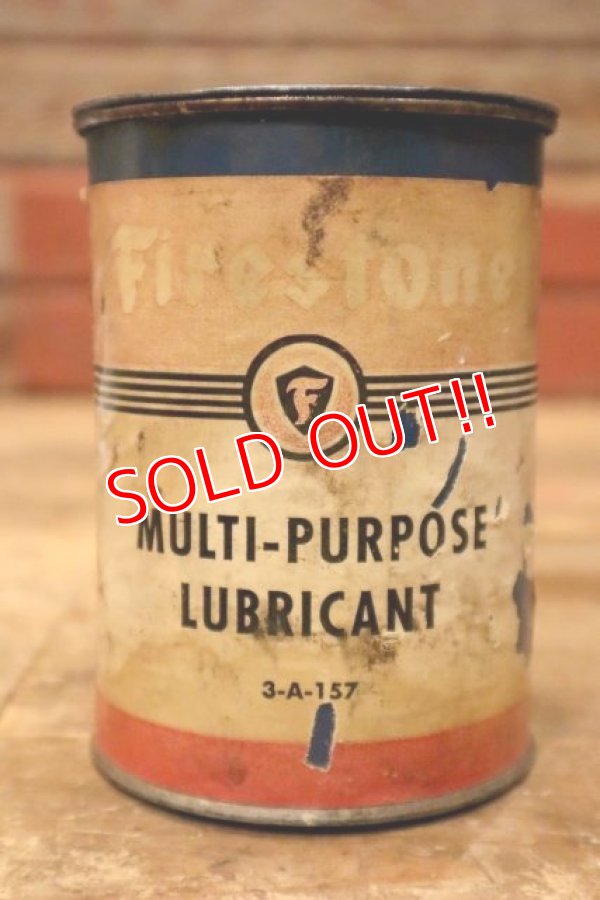 Firestone
F
SOLD OUT!!
MULTI-PURPOSE
LUBRICANT
3-A-157